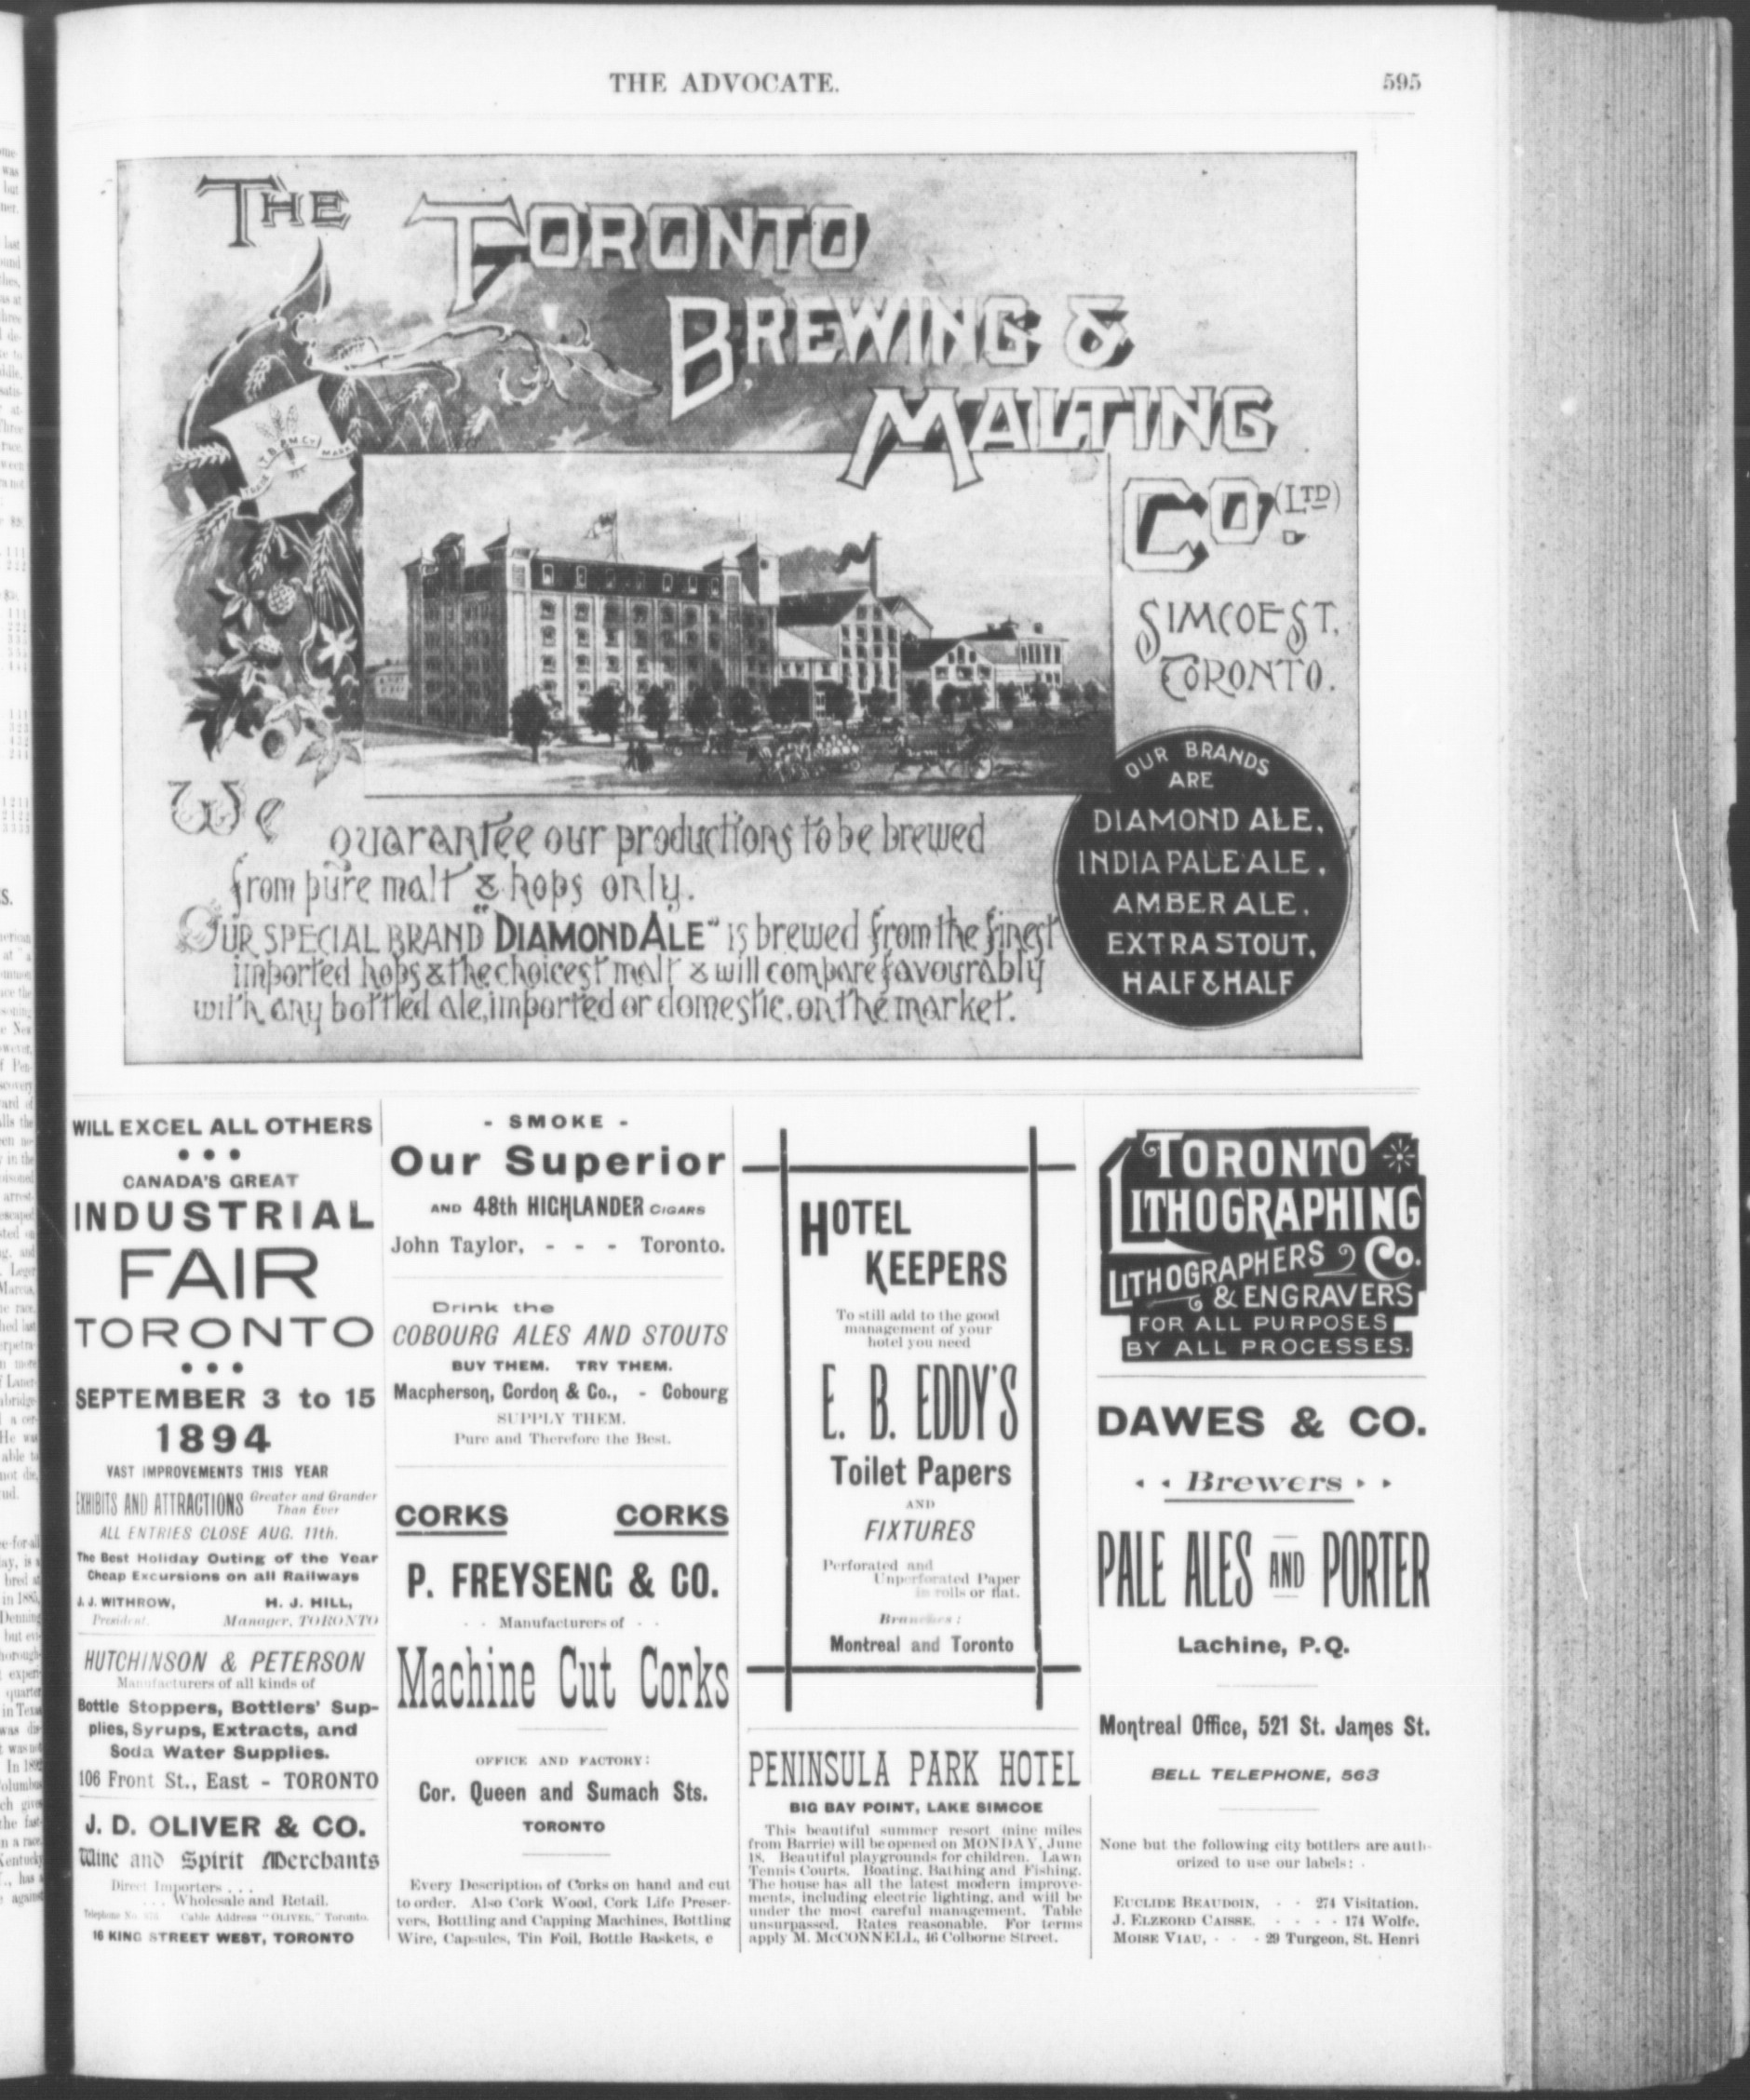 THE ADVOCATE.
595
THE TORONTO
BREWING &
MALTING
CO. (LTD)
SIMCOE ST.
TORONTO.
TRADE T.B. & M.CY MARK
OUR BRANDS
ARE
DIAMOND ALE,
INDIA PALE ALE,
AMBER ALE,
EXTRA STOUT,
HALF & HALF
We guarantee our productions to be brewed
from pure malt & hops only.
OUR SPECIAL BRAND "DIAMOND ALE" is brewed from the finest
imported hops & the choicest malt & will compare favourably
with any bottled ale, imported or domestic, on the market.
WILL EXCEL ALL OTHERS
CANADA'S GREAT
INDUSTRIAL
FAIR
TORONTO
SEPTEMBER 3 to 15
1894
VAST IMPROVEMENTS THIS YEAR
EXHIBITS AND ATTRACTIONS Greater and Grander
Than Ever
ALL ENTRIES CLOSE AUG. 11th.
The Best Holiday Outing of the Year
Cheap Excursions on all Railways
J. J. WITHROW, H. J. HILL,
President. Manager, TORONTO
HUTCHINSON & PETERSON
Manufacturers of all kinds of
Bottle Stoppers, Bottlers' Sup-
plies, Syrups, Extracts, and
Soda Water Supplies.
106 Front St., East - TORONTO
J. D. OLIVER & CO.
Wine and Spirit Merchants
Direct Importers . . .
. . . Wholesale and Retail.
Telephone No. Cable Address "OLIVER," Toronto.
16 KING STREET WEST, TORONTO
- SMOKE -
Our Superior
AND 48th HIGHLANDER CIGARS
John Taylor, - - - Toronto.
Drink the
COBOURG ALES AND STOUTS
BUY THEM. TRY THEM.
Macpherson, Gordon & Co., - Cobourg
SUPPLY THEM.
Pure and Therefore the Best.
CORKS CORKS
P. FREYSENG & CO.
- - Manufacturers of - -
Machine Cut Corks
OFFICE AND FACTORY:
Cor. Queen and Sumach Sts.
TORONTO
Every Description of Corks on hand and cut
to order. Also Cork Wood, Cork Life Preser-
vers, Bottling and Capping Machines, Bottling
Wire, Capsules, Tin Foil, Bottle Baskets, e
HOTEL
KEEPERS
To still add to the good
management of your
hotel you need
E. B. EDDY'S
Toilet Papers
AND
FIXTURES
Perforated and
Unperforated Paper
in rolls or flat.
Branches:
Montreal and Toronto
PENINSULA PARK HOTEL
BIG BAY POINT, LAKE SIMCOE
This beautiful summer resort (nine miles
from Barrie) will be opened on MONDAY, June
18. Beautiful playgrounds for children. Lawn
Tennis Courts. Boating, Bathing and Fishing.
The house has all the latest modern improve-
ments, including electric lighting, and will be
under the most careful management. Table
unsurpassed. Rates reasonable. For terms
apply M. McCONNELL, 46 Colborne Street.
TORONTO
LITHOGRAPHING
Co.
LITHOGRAPHERS
& ENGRAVERS
FOR ALL PURPOSES
BY ALL PROCESSES.
DAWES & CO.
Brewers
PALE ALES AND PORTER
Lachine, P.Q.
Montreal Office, 521 St. James St.
BELL TELEPHONE, 563
None but the following city bottlers are auth-
orized to use our labels: -
EUCLIDE BEAUDOIN, - - 274 Visitation.
J. ELZEORD CAISSE, - - - - 174 Wolfe.
MOISE VIAU, - - - 29 Turgeon, St. Henri